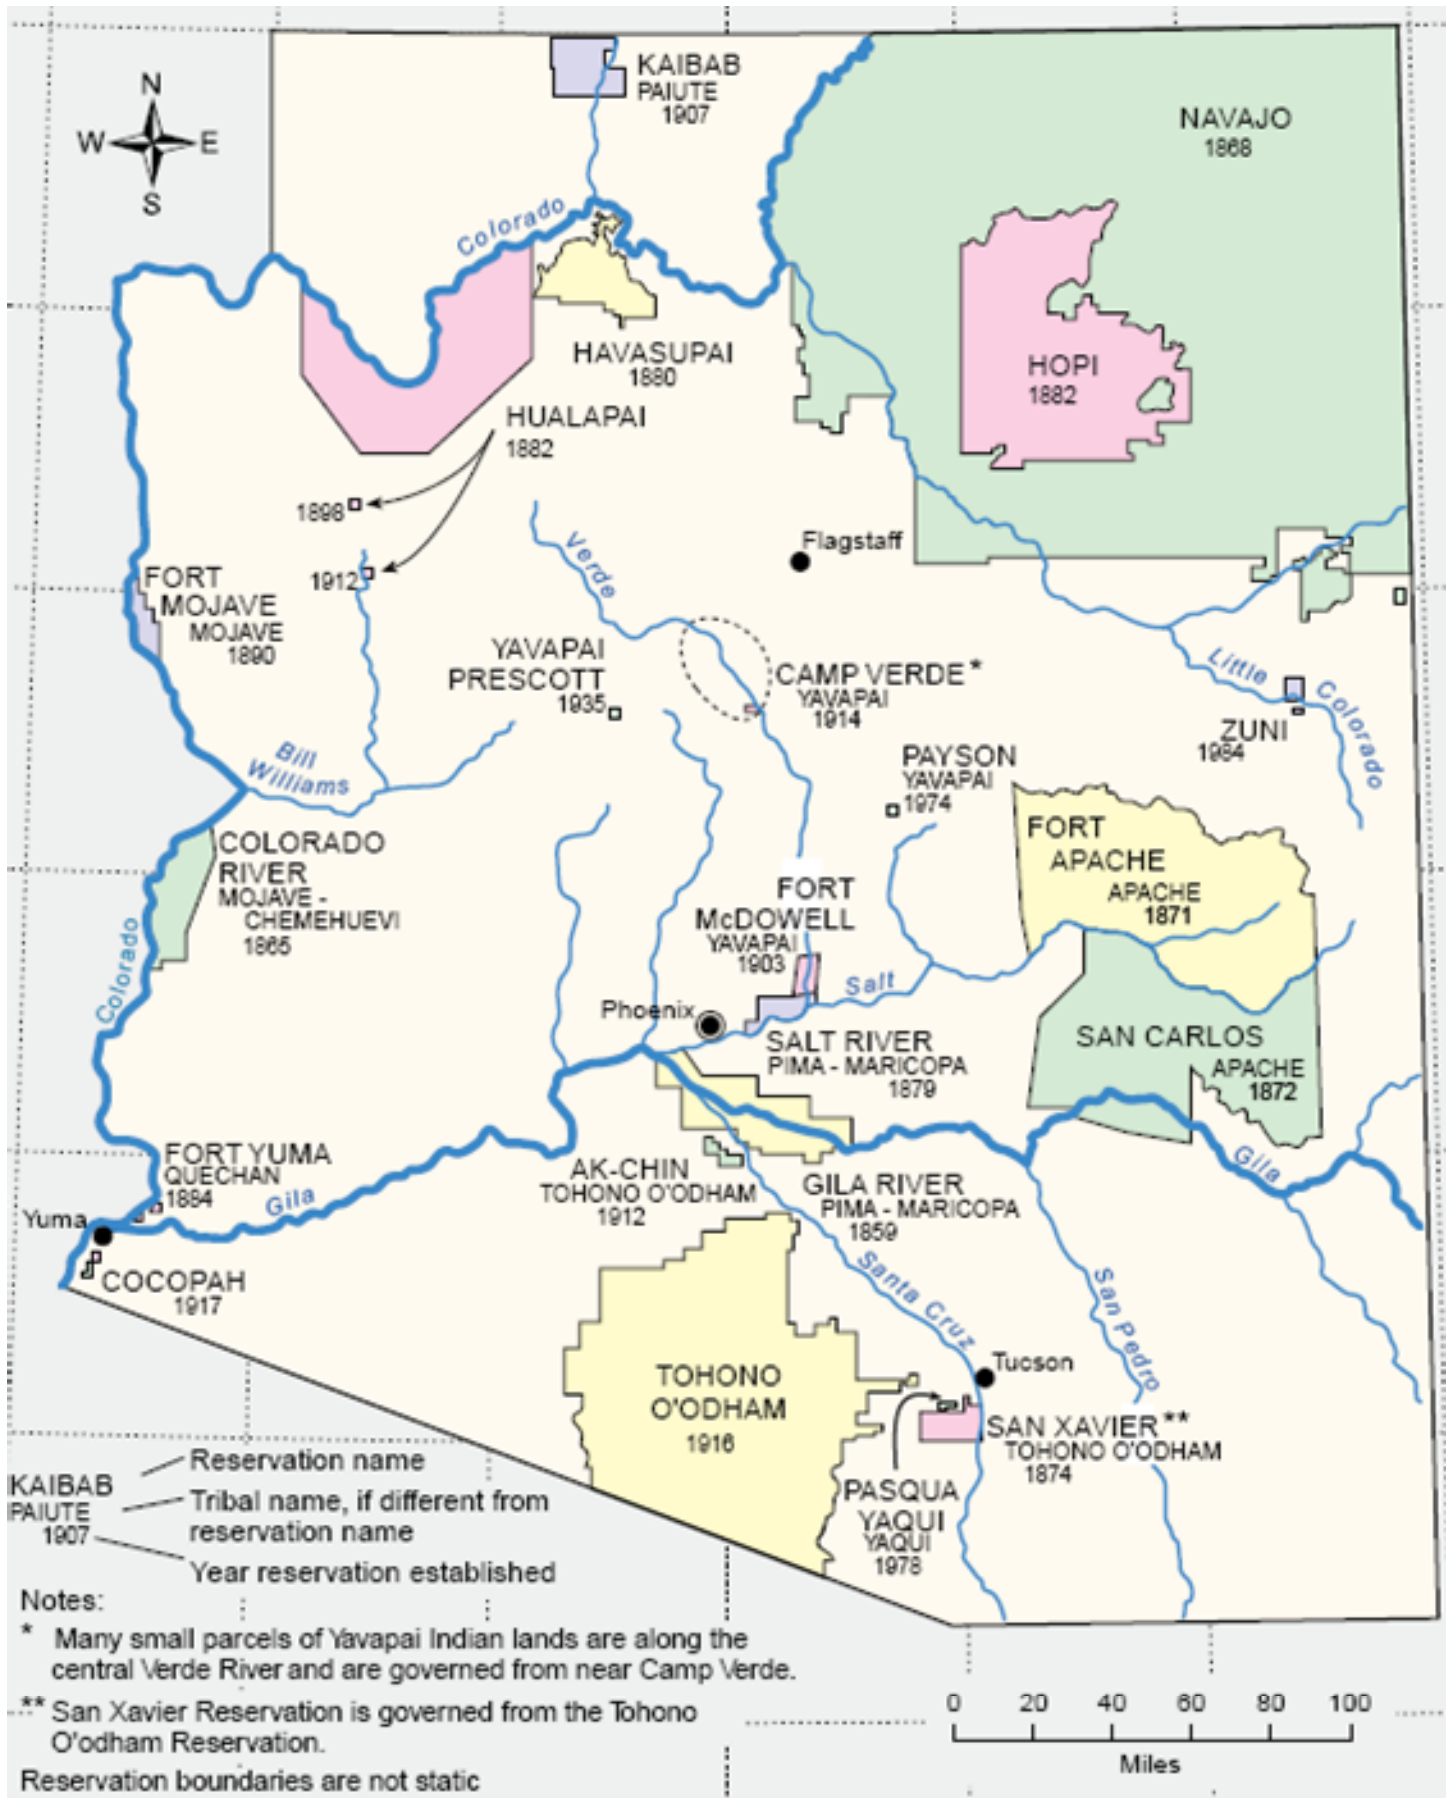 KAIBAB
PAIUTE
1907
NAVAJO
1868
N
W
E
S
Colorado
HAVASUPAI
1880
HOPI
1882
HUALAPAI
1882
1898
1912
Flagstaff
Verde
FORT
MOJAVE
MOJAVE
1890
YAVAPAI
PRESCOTT
1935
CAMP VERDE*
YAVAPAI
1914
Little
Colorado
ZUNI
1984
Bill
Williams
PAYSON
YAVAPAI
1974
COLORADO
RIVER
MOJAVE -
CHEMEHUEVI
1865
FORT
APACHE
APACHE
1871
FORT
McDOWELL
YAVAPAI
1903
Colorado
Salt
Phoenix
SALT RIVER
PIMA - MARICOPA
1879
SAN CARLOS
APACHE
1872
FORT YUMA
QUECHAN
1884
Gila
Gila
AK-CHIN
TOHONO O'ODHAM
1912
GILA RIVER
PIMA - MARICOPA
1859
Yuma
COCOPAH
1917
Santa Cruz
San Pedro
TOHONO
O'ODHAM
1916
Tucson
SAN XAVIER**
TOHONO O'ODHAM
1874
PASQUA
YAQUI
YAQUI
1978
KAIBAB
PAIUTE
1907
Reservation name
Tribal name, if different from
reservation name
Year reservation established
Notes:
* Many small parcels of Yavapai Indian lands are along the
central Verde River and are governed from near Camp Verde.
** San Xavier Reservation is governed from the Tohono
O'odham Reservation.
Reservation boundaries are not static
0 20 40 60 80 100
Miles